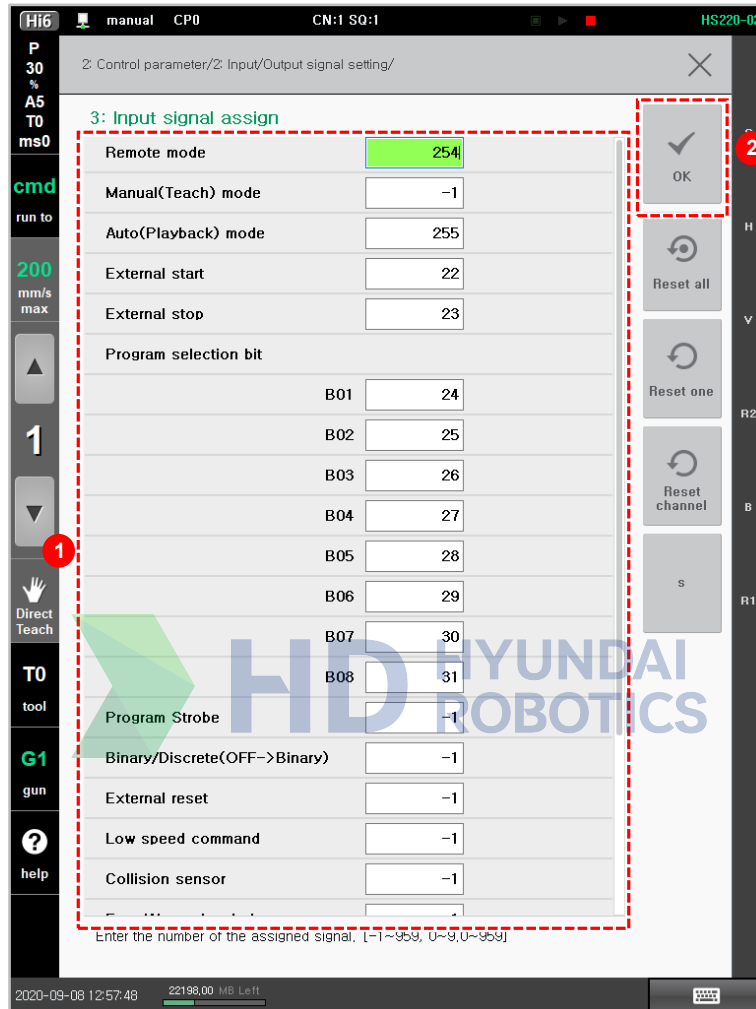 Hi6 manual CP0 CN:1 SQ:1 HS220-02
P
30
%
A5
T0
ms0
cmd
run to
200
mm/s
max
1
Direct
Teach
T0
tool
G1
gun
help
2: Control parameter/2: Input/Output signal setting/
3: Input signal assign
Remote mode 254
Manual(Teach) mode -1
Auto(Playback) mode 255
External start 22
External stop 23
Program selection bit
B01 24
B02 25
B03 26
B04 27
B05 28
B06 29
B07 30
B08 31
Program Strobe -1
Binary/Discrete(OFF->Binary) -1
External reset -1
Low speed command -1
Collision sensor -1
Enter the number of the assigned signal, [-1~959, 0~9,0~959]
1
OK
2
Reset all
Reset one
Reset
channel
s
H
V
R2
B
R1
HD HYUNDAI
ROBOTICS
2020-09-08 12:57:48 22198,00 MB Left